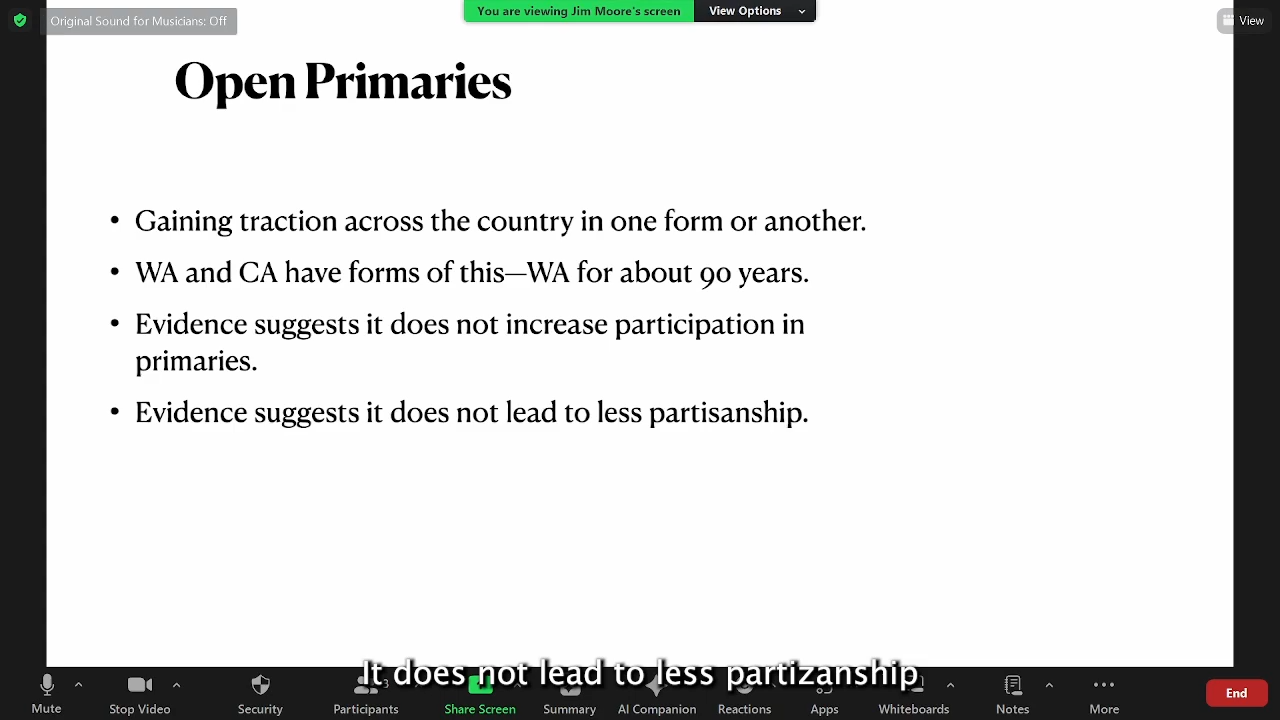 Original Sound for Musicians: Off
You are viewing Jim Moore's screen
View Options
View
Open Primaries
• Gaining traction across the country in one form or another.
• WA and CA have forms of this—WA for about 90 years.
• Evidence suggests it does not increase participation in
primaries.
• Evidence suggests it does not lead to less partisanship.
It does not lead to less partizanship
3
Mute
Stop Video
Security
Participants
Share Screen
Summary
AI Companion
Reactions
Apps
Whiteboards
Notes
More
End